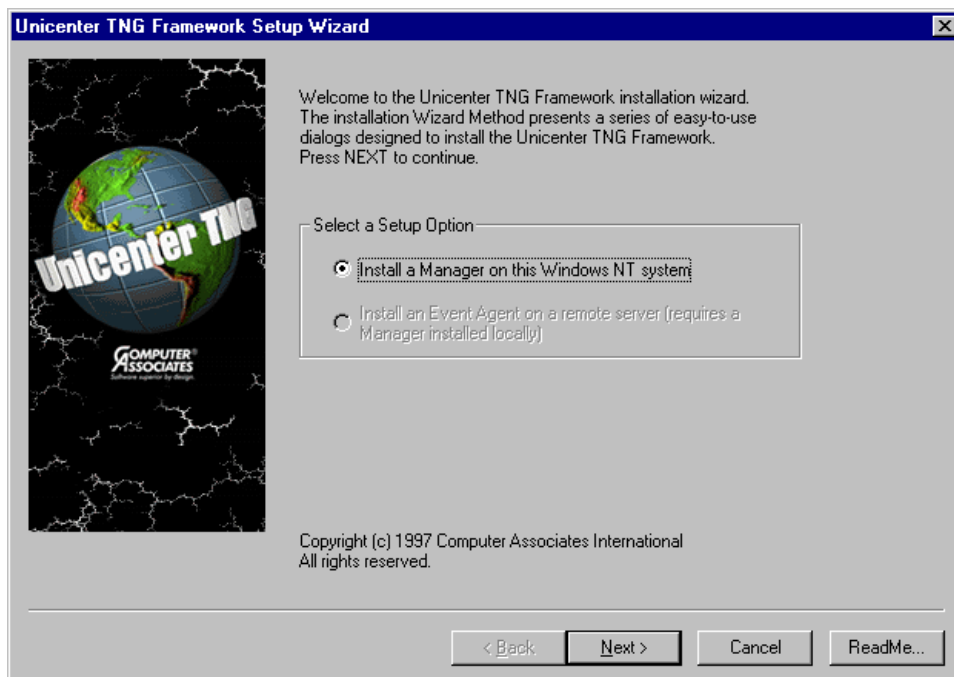 Unicenter TNG Framework Setup Wizard
Welcome to the Unicenter TNG Framework installation wizard.
The installation Wizard Method presents a series of easy-to-use
dialogs designed to install the Unicenter TNG Framework.
Press NEXT to continue.
Unicenter TNG
COMPUTER®
ASSOCIATES
Software superior by design.
Select a Setup Option
Install a Manager on this Windows NT system
Install an Event Agent on a remote server (requires a
Manager installed locally)
Copyright (c) 1997 Computer Associates International
All rights reserved.
< Back
Next >
Cancel
ReadMe...